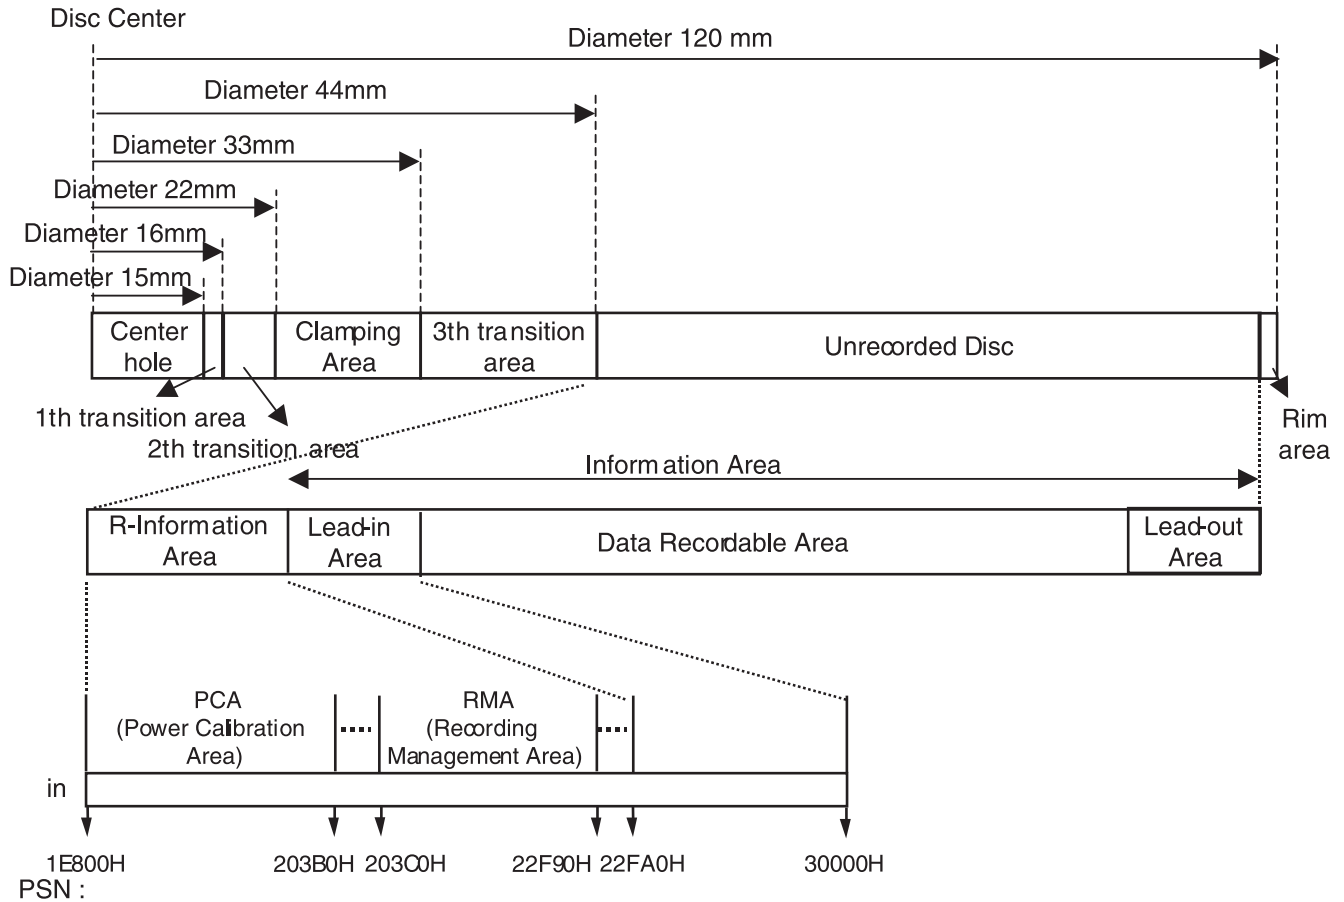 Disc Center
Diameter 120 mm
Diameter 44mm
Diameter 33mm
Diameter 22mm
Diameter 16mm
Diameter 15mm
Center
hole
Clamping
Area
3th transition
area
Unrecorded Disc
1th transition area
2th transition area
Rim
area
Information Area
R-Information
Area
Lead-in
Area
Data Recordable Area
Lead-out
Area
PCA
(Power Calibration
Area)
RMA
(Recording
Management Area)
in
1E800H
203B0H
203C0H
22F90H
22FA0H
30000H
PSN :